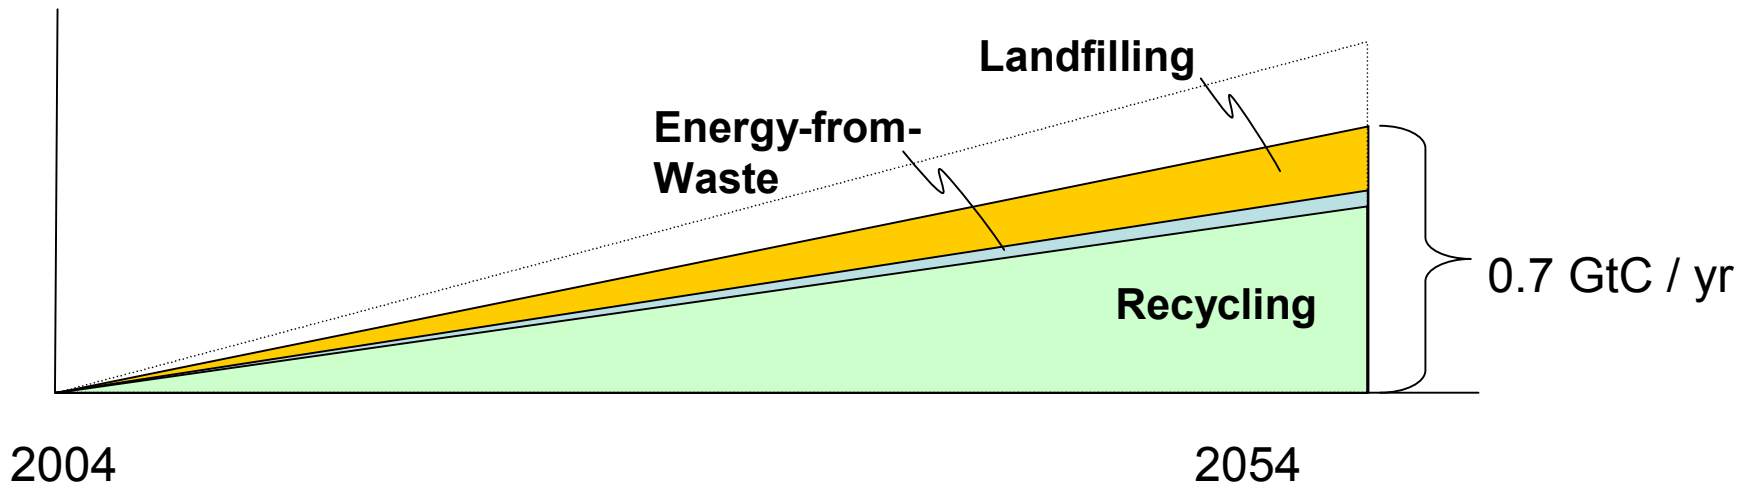 Landfilling
Energy-from-
Waste
0.7 GtC / yr
Recycling
2004
2054